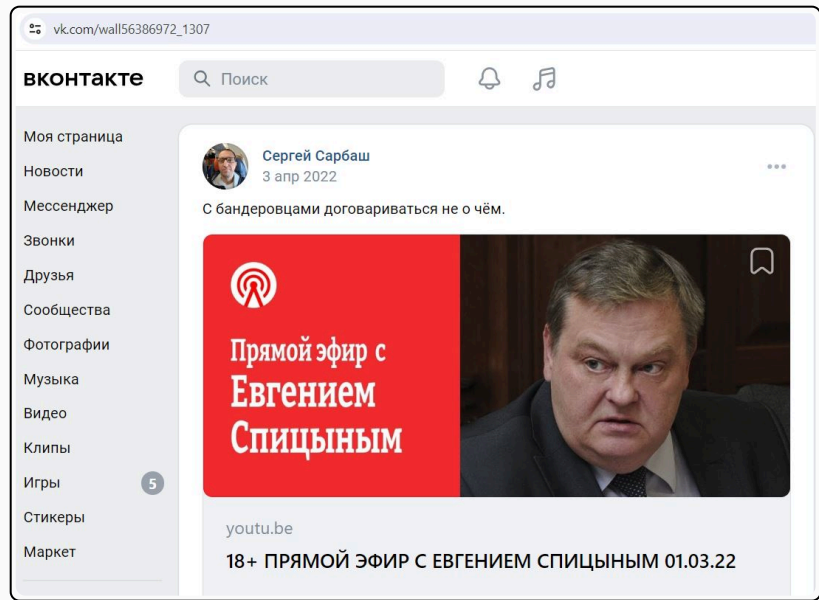 vk.com/wall56386972_1307
вконтакте
Поиск
Моя страница
Новости
Мессенджер
Звонки
Друзья
Сообщества
Фотографии
Музыка
Видео
Клипы
Игры 5
Стикеры
Маркет
Сергей Сарбаш
3 апр 2022
С бандеровцами договариваться не о чём.
Прямой эфир с
Евгением
Спицыным
youtu.be
18+ ПРЯМОЙ ЭФИР С ЕВГЕНИЕМ СПИЦЫНЫМ 01.03.22